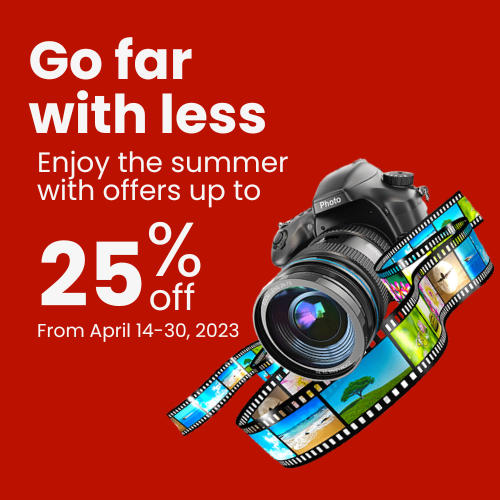 Go far
with less
Enjoy the summer
with offers up to
25%
off
From April 14-30, 2023
Photo